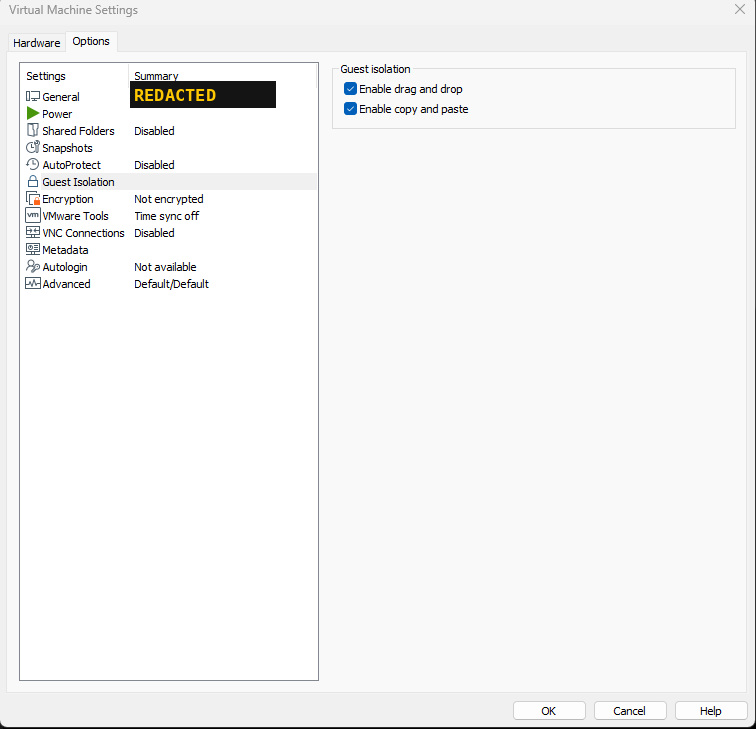 Virtual Machine Settings
Hardware Options
Settings Summary
General REDACTED
Power
Shared Folders Disabled
Snapshots
AutoProtect Disabled
Guest Isolation
Encryption Not encrypted
vm VMware Tools Time sync off
VNC Connections Disabled
Metadata
Autologin Not available
Advanced Default/Default
Guest isolation
Enable drag and drop
Enable copy and paste
OK Cancel Help